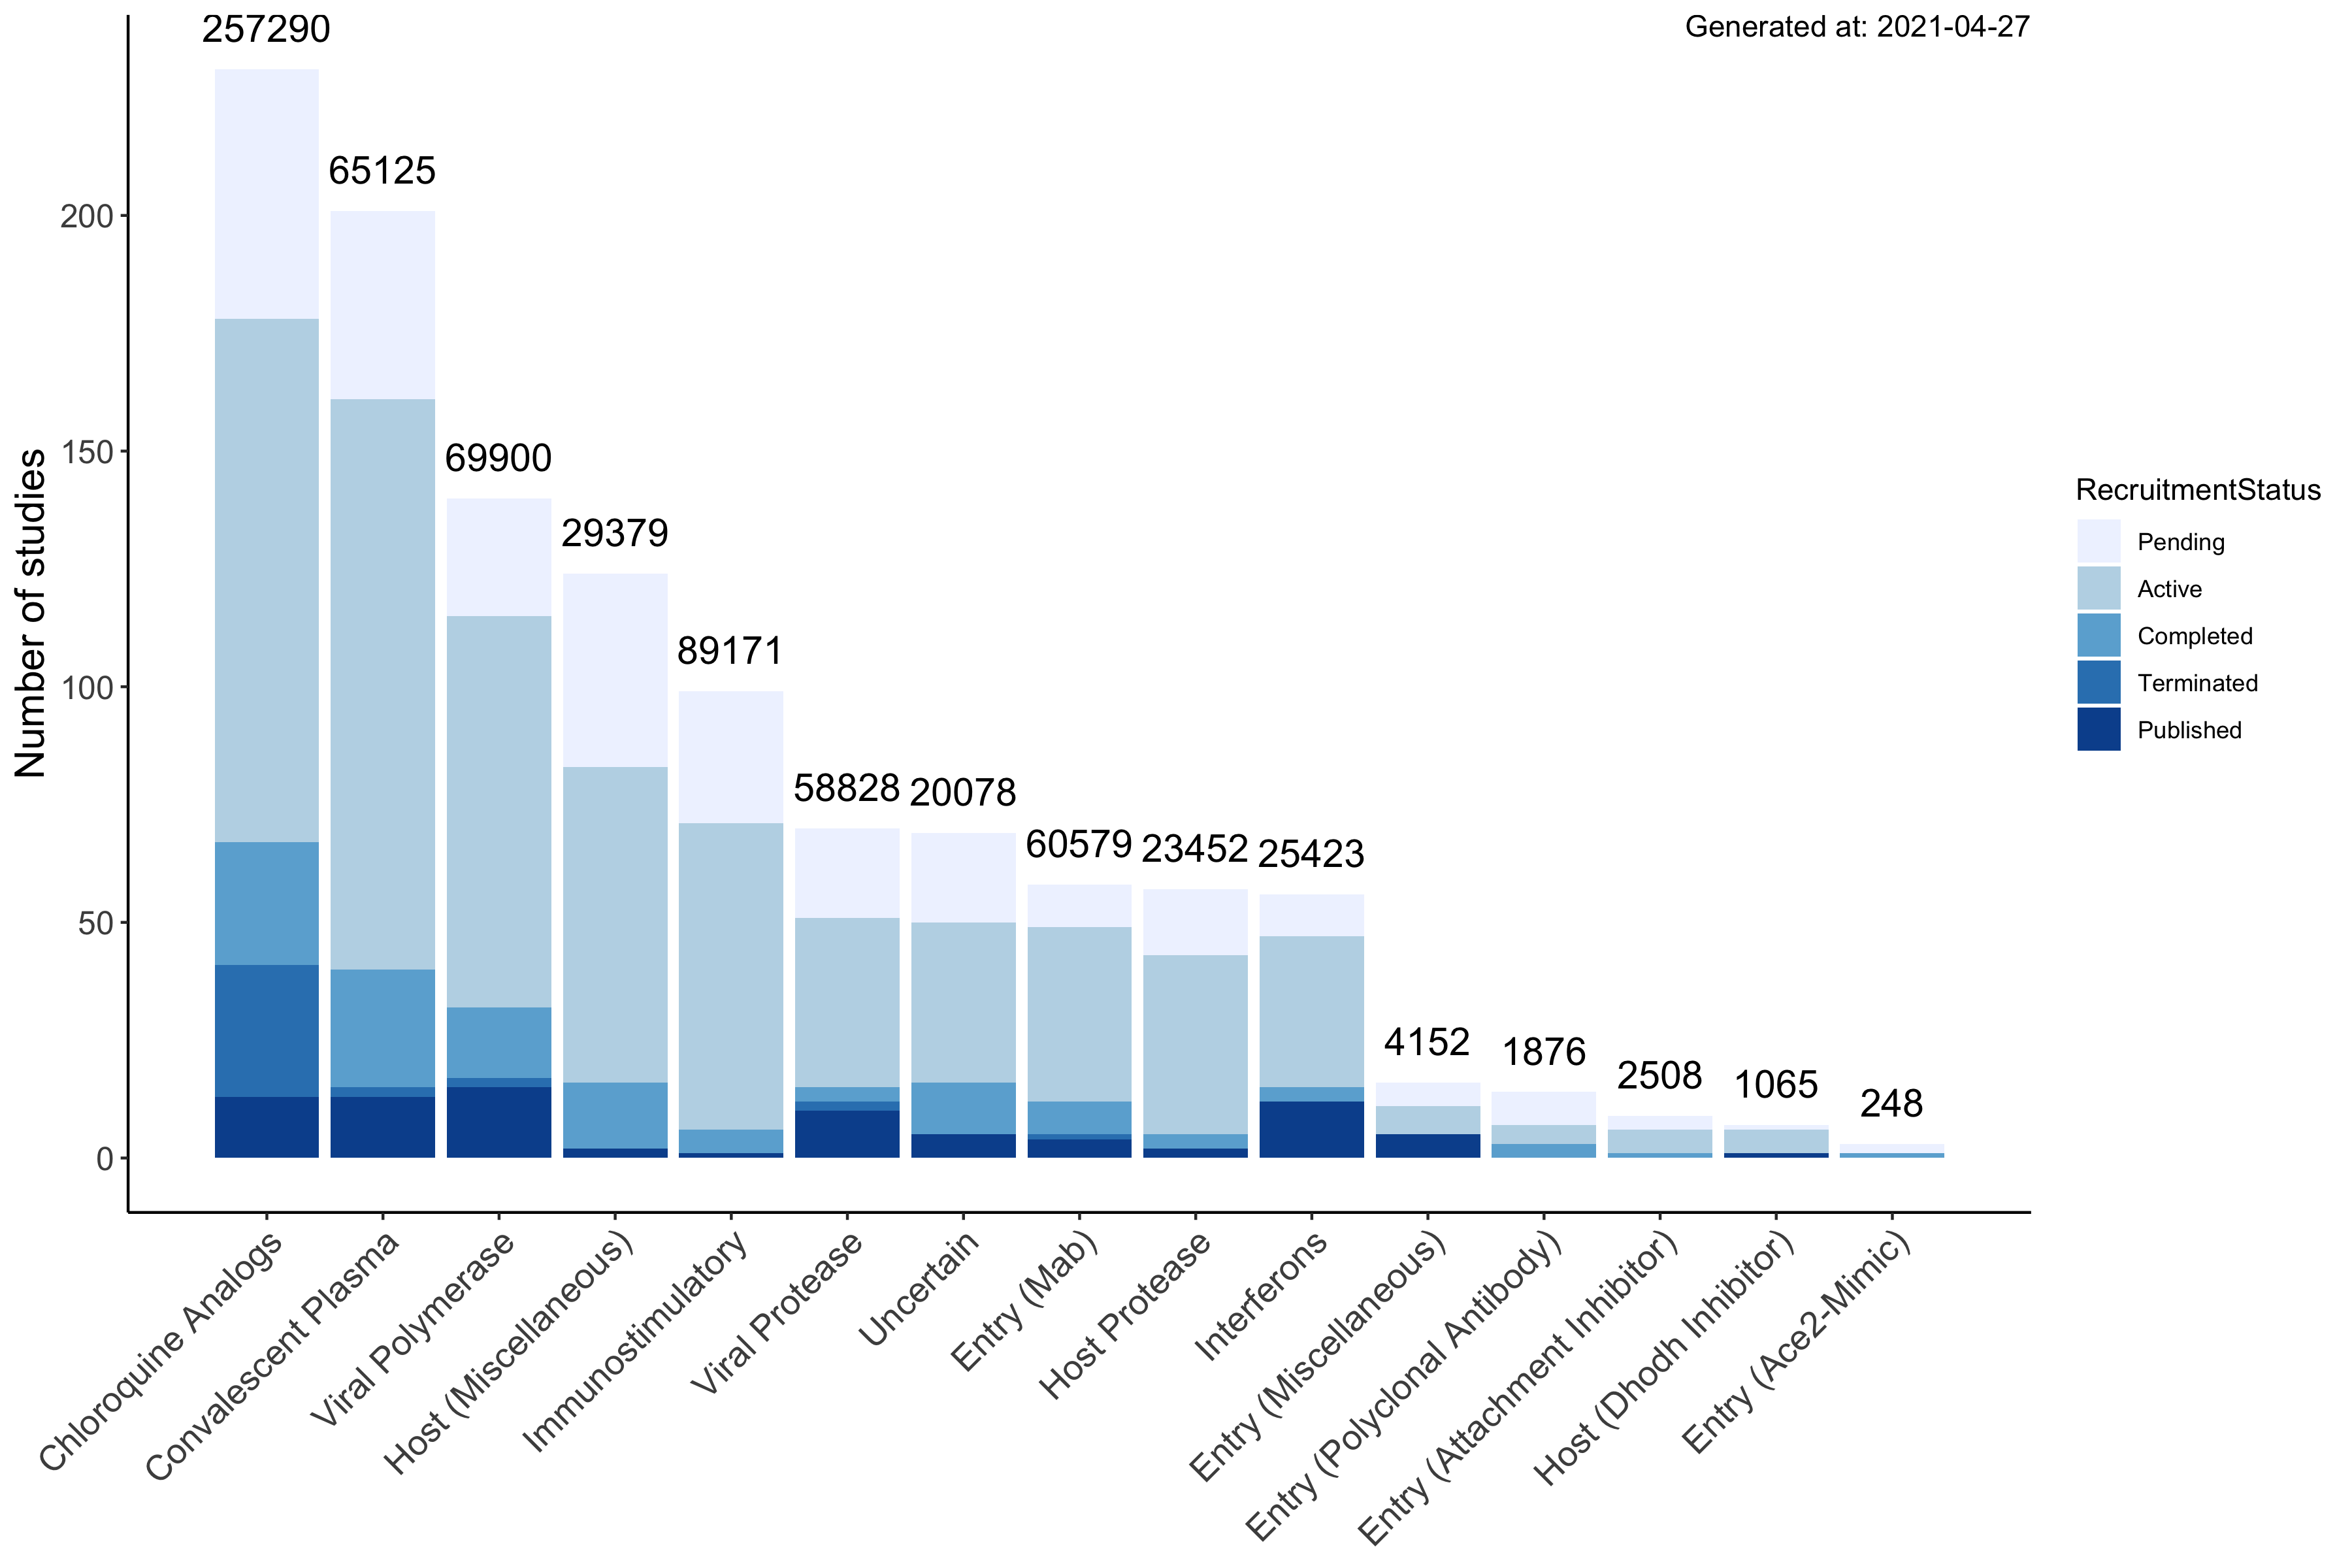 Generated at: 2021-04-27
257290
65125
69900
29379
89171
58828
20078
60579
23452
25423
4152
1876
2508
1065
248
Number of studies
200
150
100
50
0
Chloroquine Analogs
Convalescent Plasma
Viral Polymerase
Host (Miscellaneous)
Immunostimulatory
Viral Protease
Uncertain
Entry (Mab)
Host Protease
Interferons
Entry (Miscellaneous)
Entry (Polyclonal Antibody)
Entry (Attachment Inhibitor)
Host (Dhodh Inhibitor)
Entry (Ace2-Mimic)
RecruitmentStatus
Pending
Active
Completed
Terminated
Published